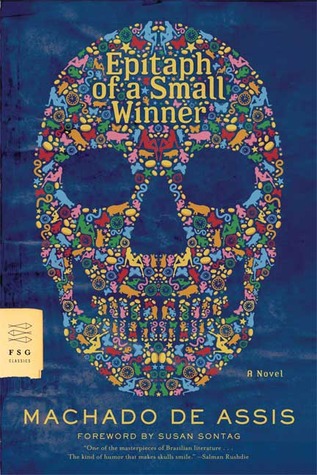 Epitaph
of a Small
Winner
FSG
CLASSICS
A Novel
MACHADO DE ASSIS
FOREWORD BY SUSAN SONTAG
"One of the masterpieces of Brazilian literature . . .
The kind of humor that makes skulls smile." —Salman Rushdie